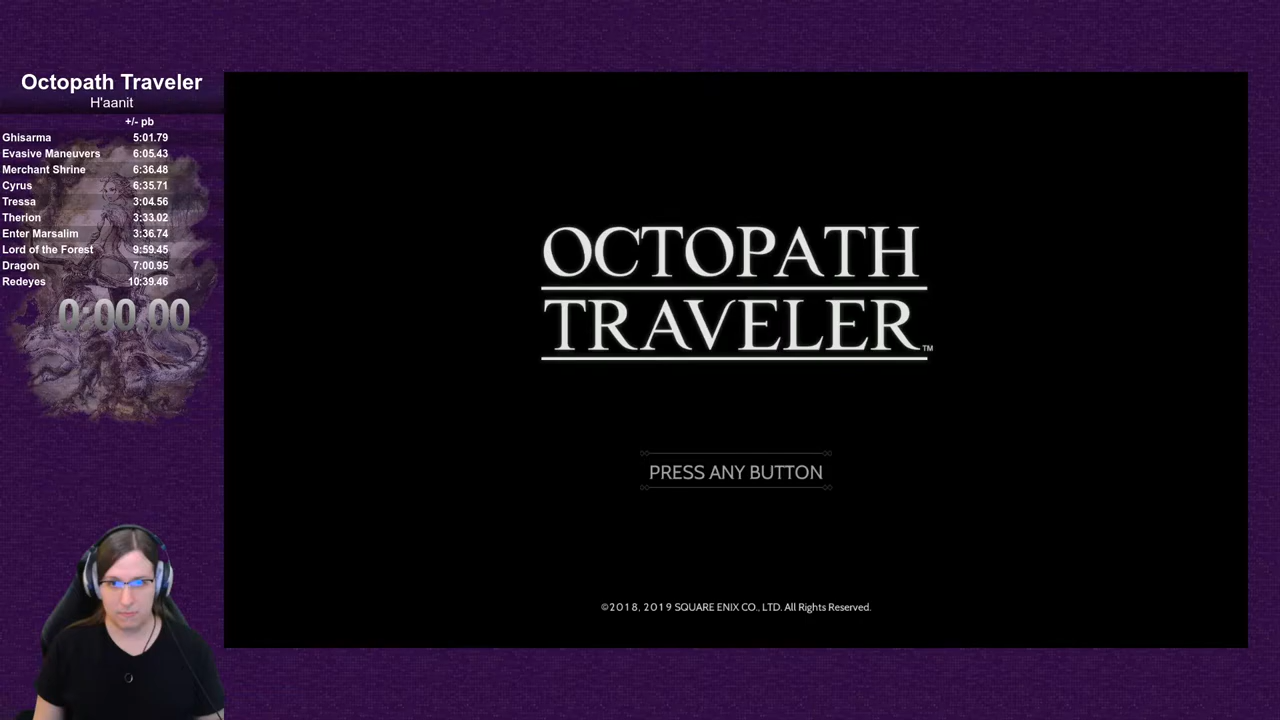 Octopath Traveler
H'aanit
+/- pb
Ghisarma 5:01.79
Evasive Maneuvers 6:05.43
Merchant Shrine 6:36.48
Cyrus 6:35.71
Tressa 3:04.56
Therion 3:33.02
Enter Marsalim 3:36.74
Lord of the Forest 9:59.45
Dragon 7:00.95
Redeyes 10:39.46
0:00.00
OCTOPATH
TRAVELER™
PRESS ANY BUTTON
©2018, 2019 SQUARE ENIX CO., LTD. All Rights Reserved.